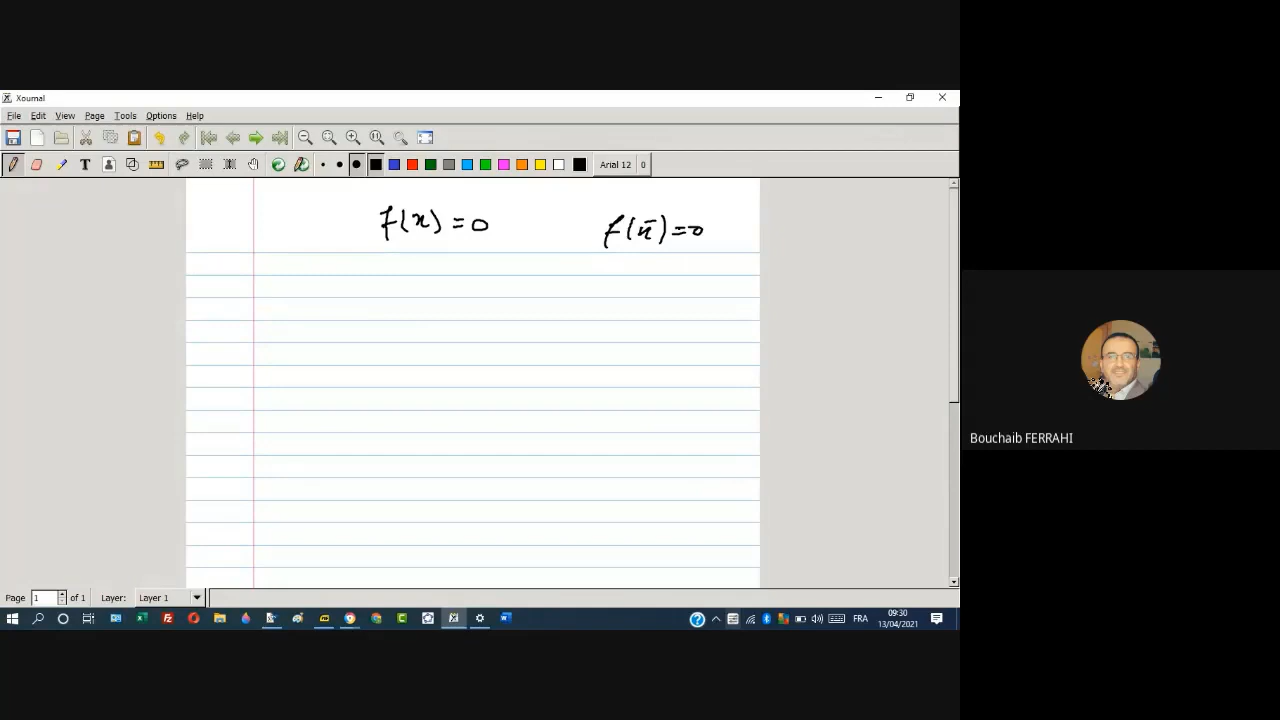 Xournal
File Edit View Page Tools Options Help
Arial 12 0
f(x) = 0 f(x̄) = 0
Bouchaib FERRAHI
Page 1 of 1 Layer: Layer 1
FRA
09:30
13/04/2021